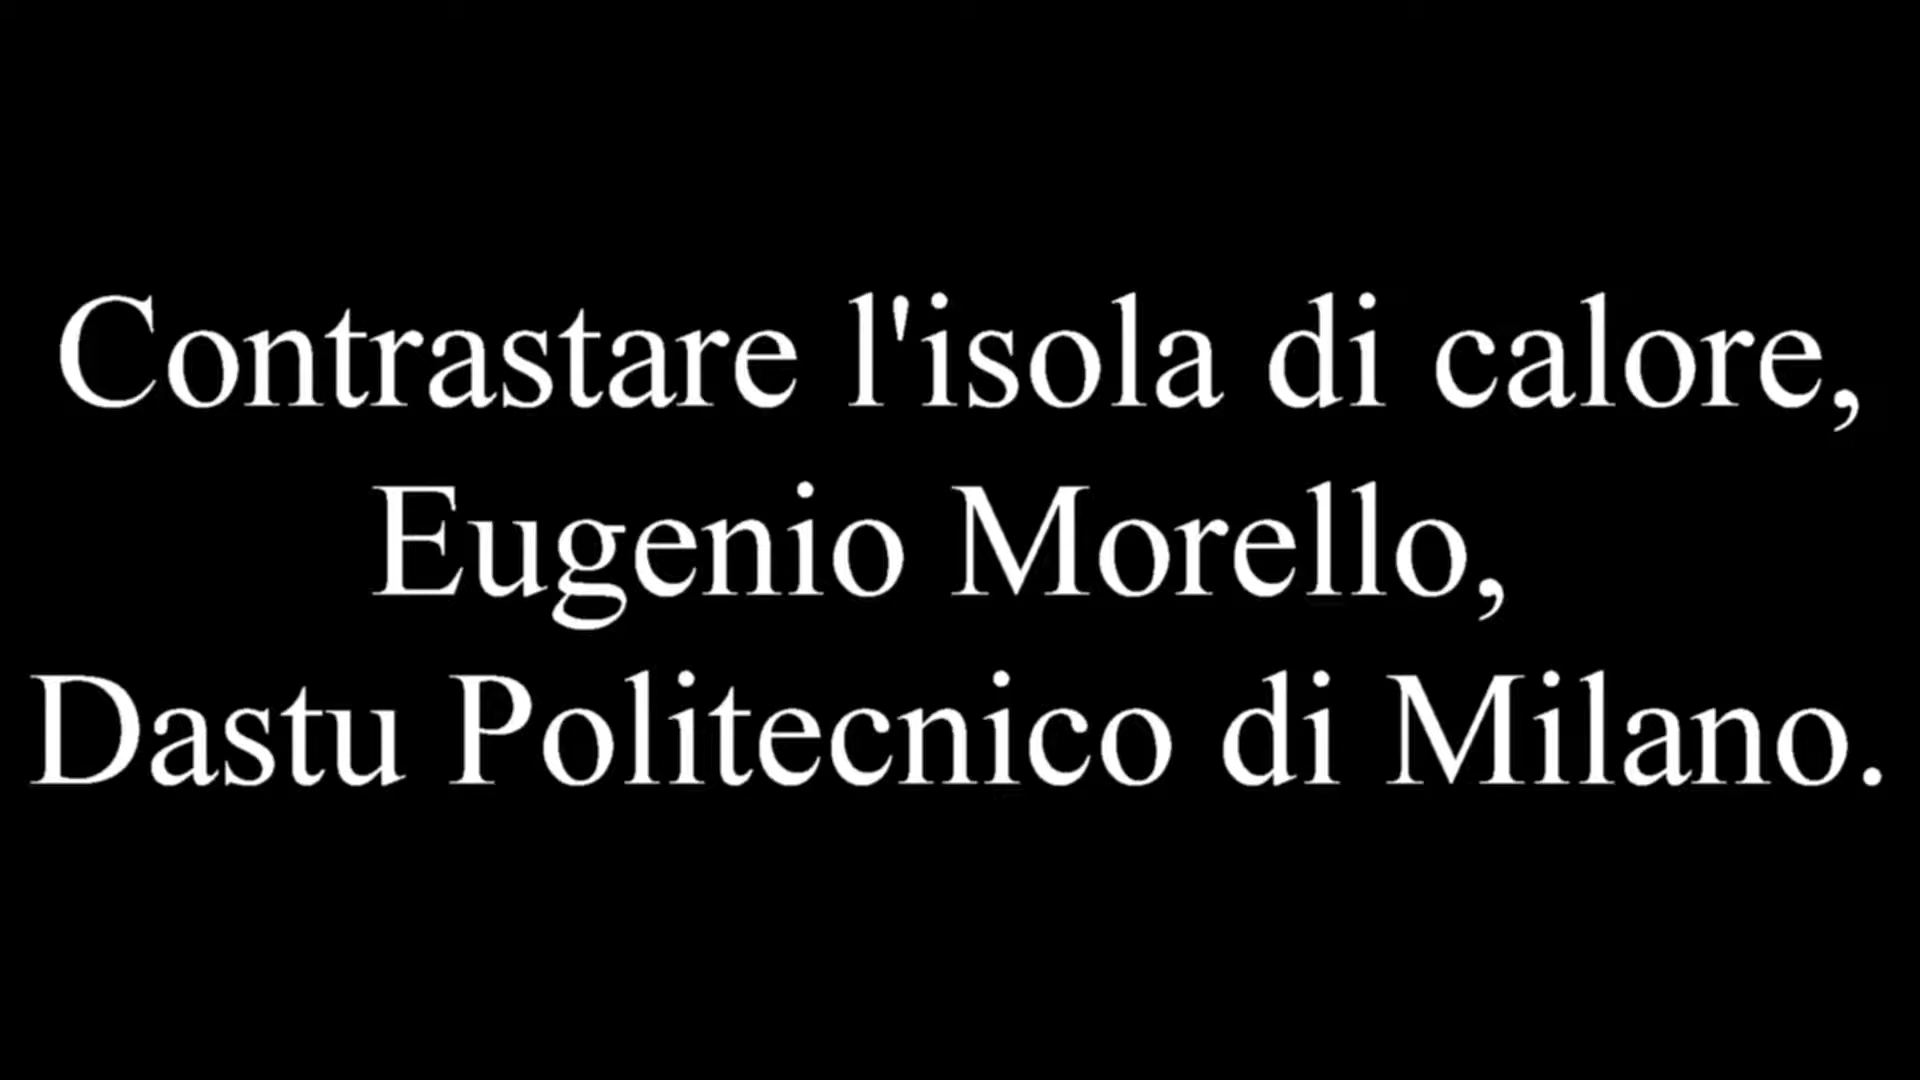 Contrastare l'isola di calore,
Eugenio Morello,
Dastu Politecnico di Milano.